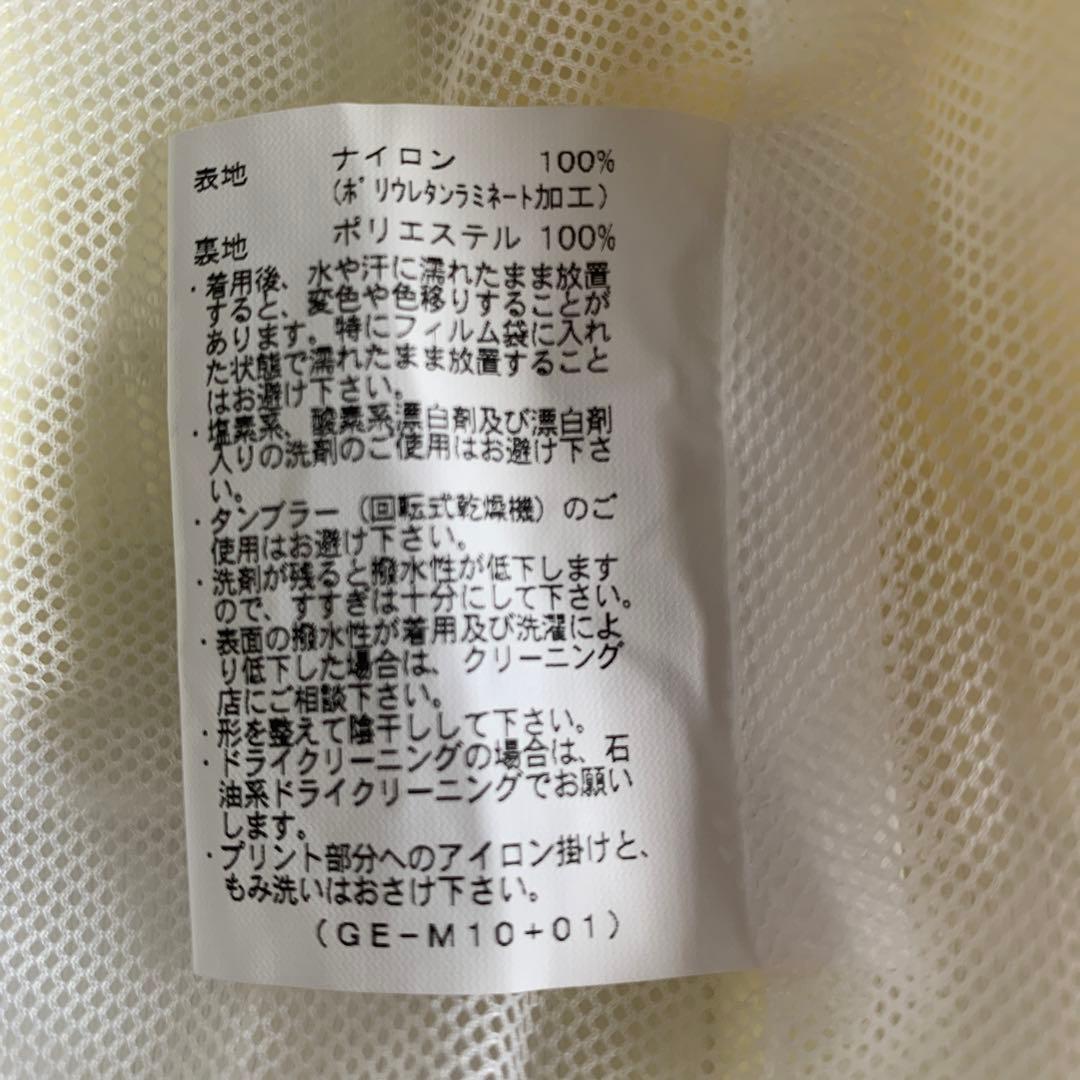 表地 ナイロン 100%
(ポリウレタンラミネート加工)
裏地 ポリエステル 100%
・着用後、水や汗に濡れたまま放置
すると、変色や色移りすることが
あります。特にフィルム袋に入れ
た状態で濡れたまま放置すること
はお避け下さい。
・塩素系、酸素系漂白剤及び漂白剤
入りの洗剤のご使用はお避け下さ
い。
・タンブラー（回転式乾燥機）のご
使用はお避け下さい。
・洗剤が残ると撥水性が低下します
ので、すすぎは十分にして下さい。
・表面の撥水性が着用及び洗濯によ
り低下した場合は、クリーニング
店にご相談下さい。
・形を整えて陰干しして下さい。
・ドライクリーニングの場合は、石
油系ドライクリーニングでお願い
します。
・プリント部分へのアイロン掛けと、
もみ洗いはおさけ下さい。
（GE－M10+01）